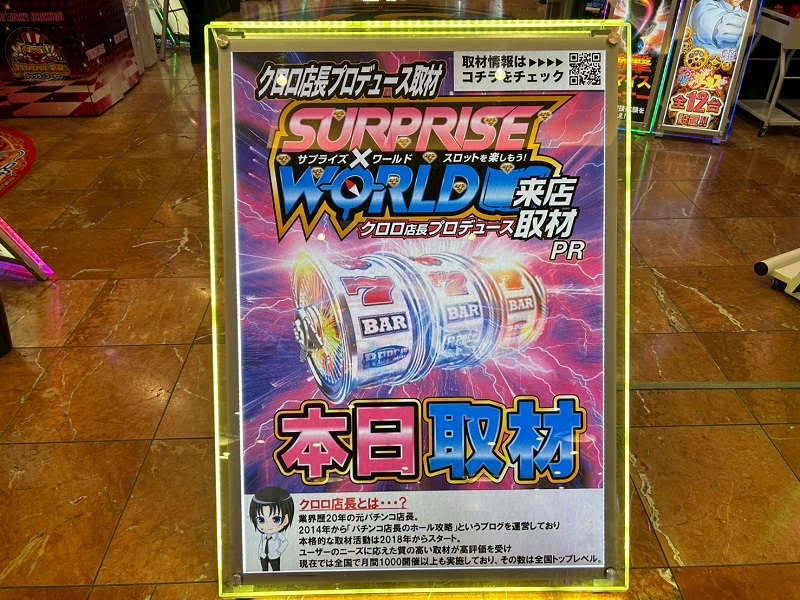 クロロ店長プロデュース取材
取材情報は▶▶▶▶▶
コチラをチェック
SURPRISE
サプライズ×ワールド スロットを楽しもう!
WORLD
来店
取材
クロロ店長プロデュース
PR
7 7
BAR BAR
本日取材
クロロ店長とは・・・?
業界歴20年の元パチンコ店長。
2014年から「パチンコ店長のホール攻略」というブログを運営しており
本格的な取材活動は2018年からスタート。
ユーザーのニーズに応えた質の高い取材が高評価を受け
現在では全国で月間1000開催以上も実施しており、その数は全国トップレベル。
全12台
設置!!